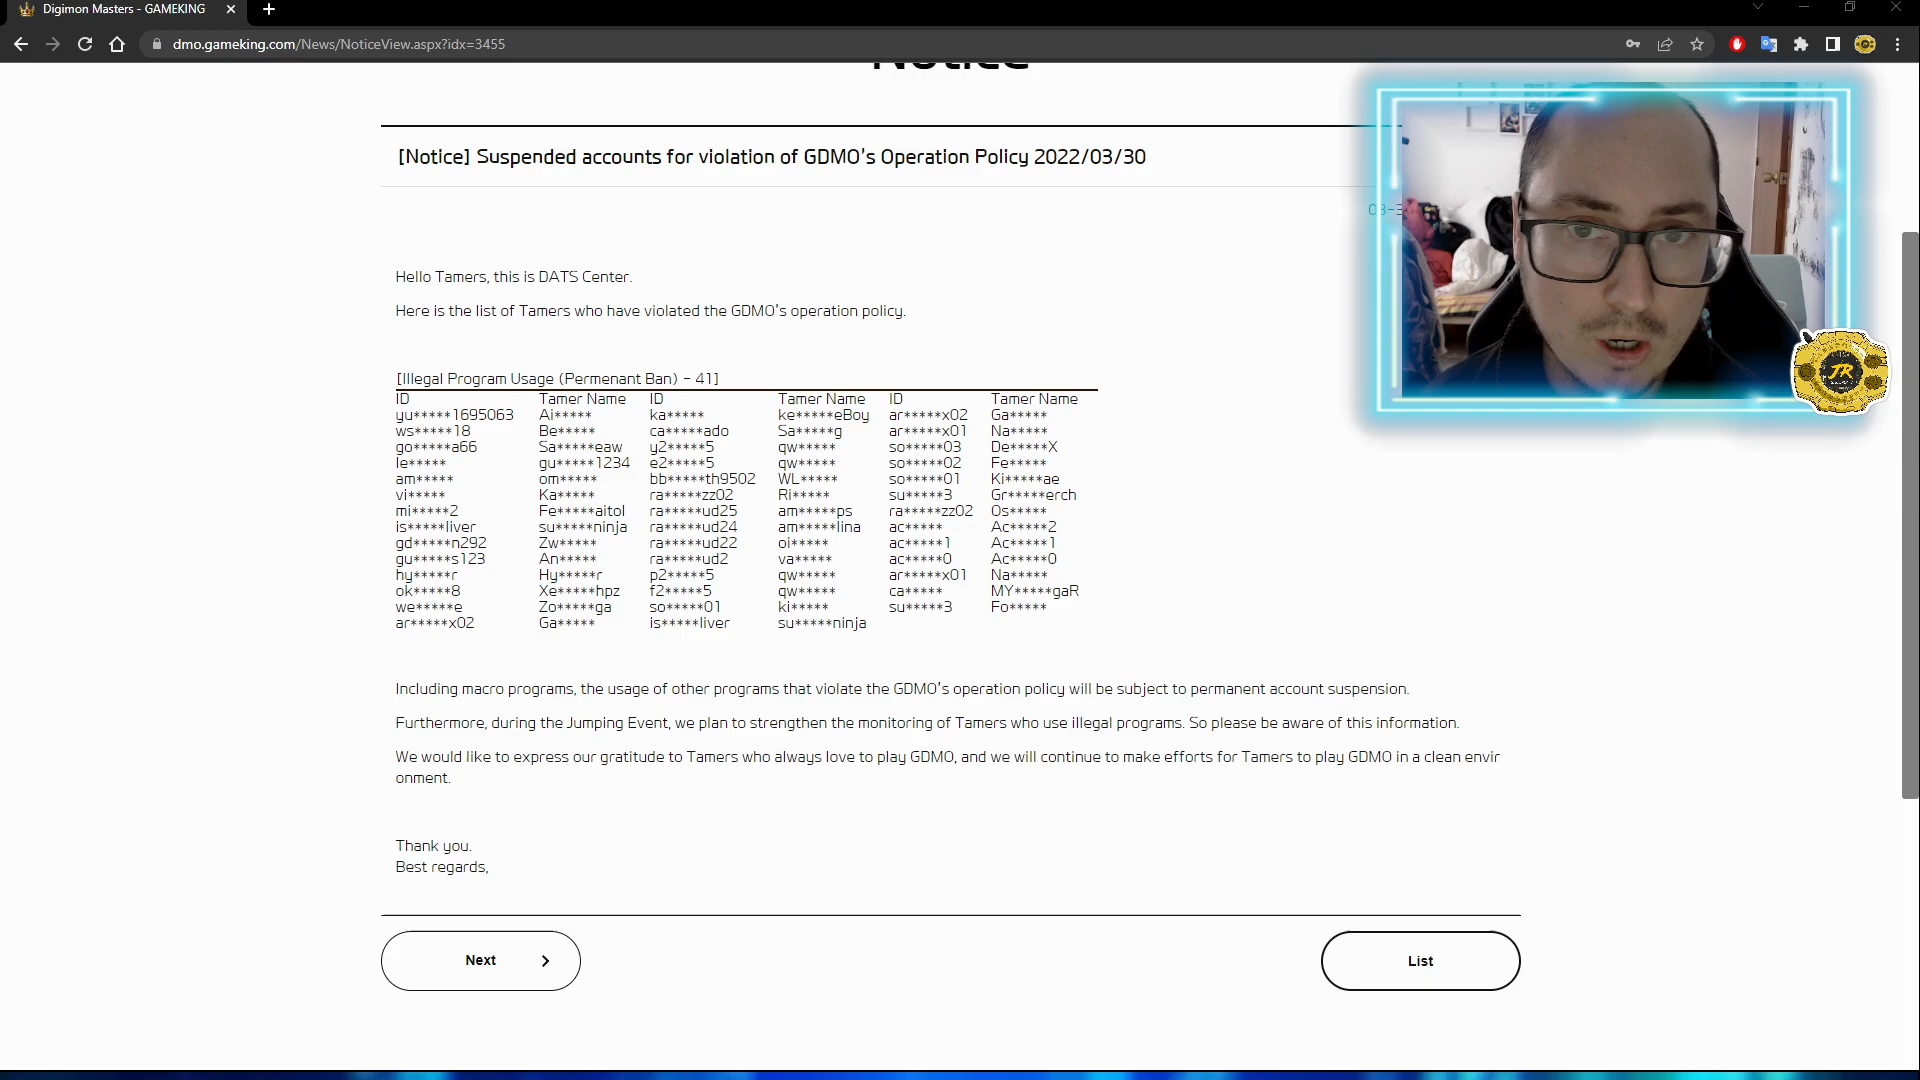 Digimon Masters - GAMEKING
dmo.gameking.com/News/NoticeView.aspx?idx=3455
Notice
[Notice] Suspended accounts for violation of GDMO's Operation Policy 2022/03/30
Hello Tamers, this is DATS Center.
Here is the list of Tamers who have violated the GDMO's operation policy.
[Illegal Program Usage (Permenant Ban) - 41]
ID Tamer Name ID Tamer Name ID Tamer Name
yu*****1695063 Ai***** ka***** ke*****eBoy ar*****x02 Ga*****
ws*****18 Be***** ca*****ado Sa*****g ar*****x01 Na*****
go*****a66 Sa*****eaw y2*****5 qw***** so*****03 De*****X
le***** gu*****1234 e2*****5 qw***** so*****02 Fe*****
am***** om***** bb*****th9502 WL***** so*****01 Ki*****ae
vi***** Ka***** ra*****zz02 Ri***** su*****3 Gr*****erch
mi*****2 Fe*****aitol ra*****ud25 am*****ps ra*****zz02 Os*****
is*****liver su*****ninja ra*****ud24 am*****lina ac***** Ac*****2
gd*****n292 Zw***** ra*****ud22 oi***** ac*****1 Ac*****1
gu*****s123 An***** ra*****ud2 va***** ac*****0 Ac*****0
hy*****r Hy*****r p2*****5 qw***** ar*****x01 Na*****
ok*****8 Xe*****hpz f2*****5 qw***** ca***** MY*****gaR
we*****e Zo*****ga so*****01 ki***** su*****3 Fo*****
ar*****x02 Ga***** is*****liver su*****ninja
Including macro programs, the usage of other programs that violate the GDMO's operation policy will be subject to permanent account suspension.
Furthermore, during the Jumping Event, we plan to strengthen the monitoring of Tamers who use illegal programs. So please be aware of this information.
We would like to express our gratitude to Tamers who always love to play GDMO, and we will continue to make efforts for Tamers to play GDMO in a clean envir
onment.
Thank you.
Best regards,
Next
List
JR